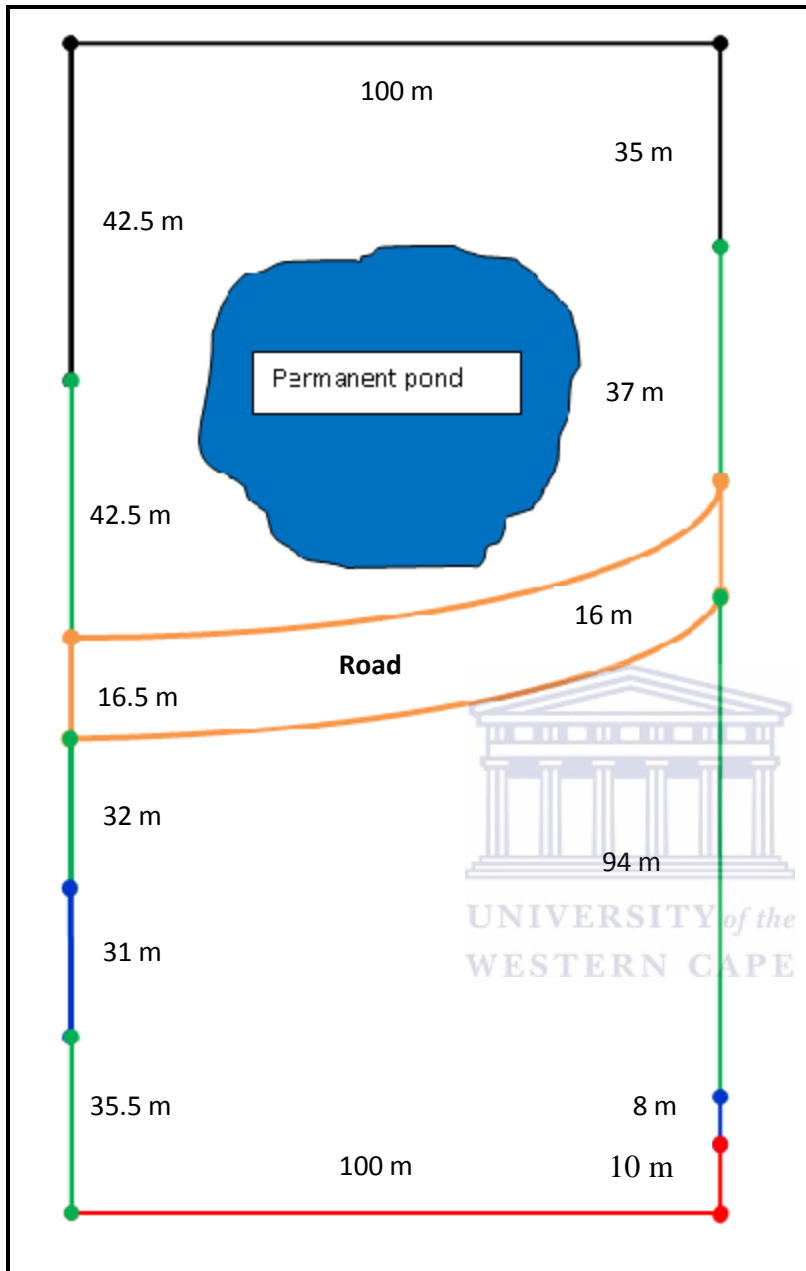 100 m
35 m
42.5 m
Permanent pond
37 m
42.5 m
16 m
Road
16.5 m
32 m
94 m
UNIVERSITY of the
WESTERN CAPE
31 m
35.5 m
8 m
100 m
10 m